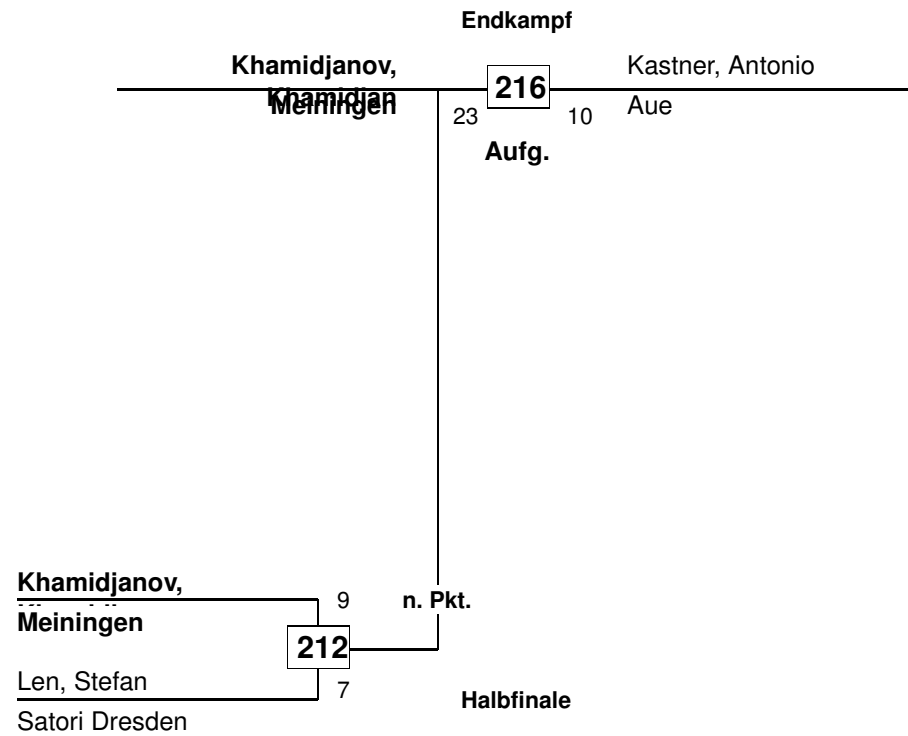 Endkampf
Khamidjanov,
Khamidjan
Meiningen
216
Kastner, Antonio
Aue
23
10
Aufg.
Khamidjanov,
Meiningen
9
n. Pkt.
212
Len, Stefan
7
Satori Dresden
Halbfinale